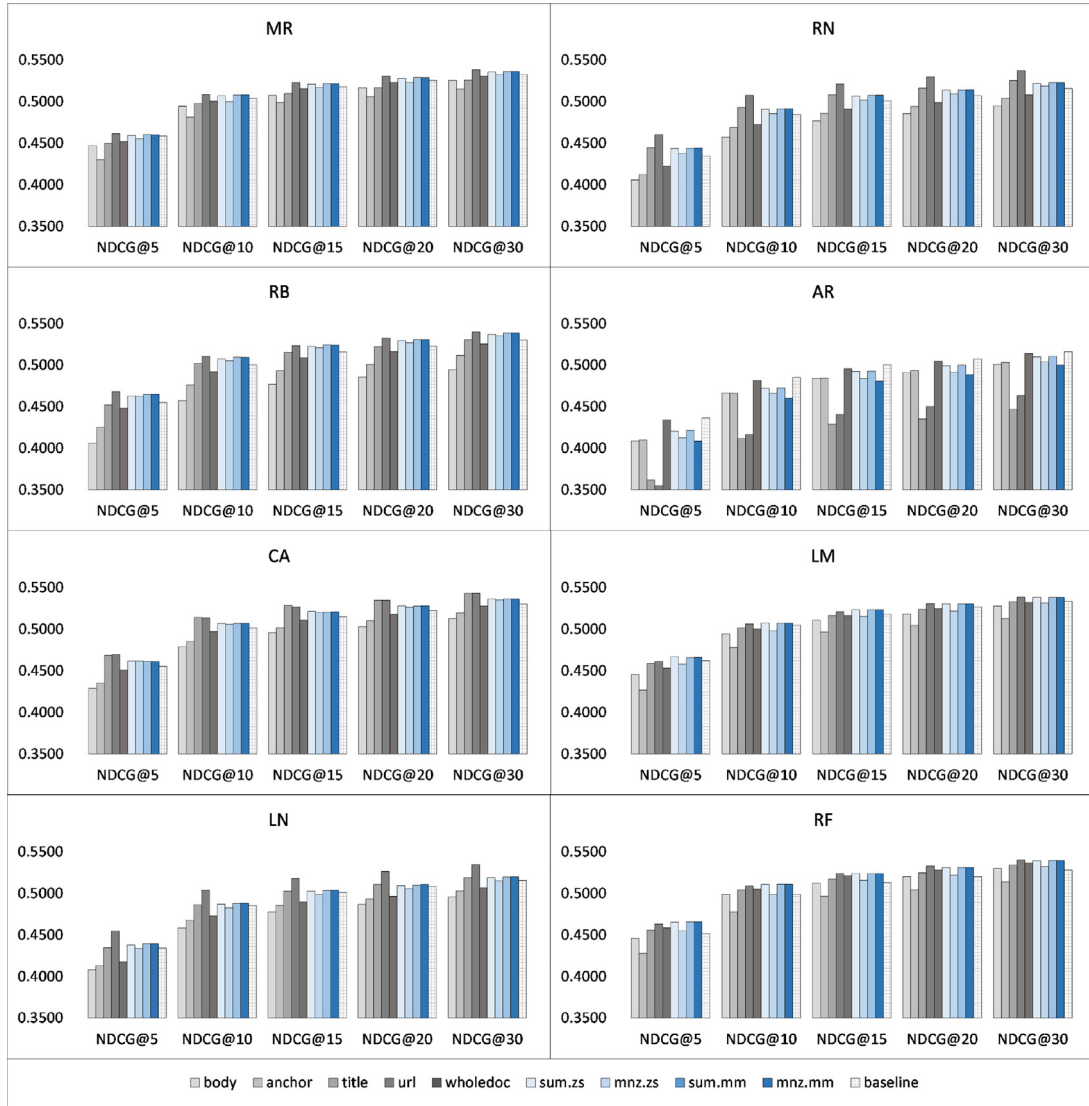 MR
0.5500
0.5000
0.4500
0.4000
0.3500
NDCG@5 NDCG@10 NDCG@15 NDCG@20 NDCG@30
RN
0.5500
0.5000
0.4500
0.4000
0.3500
NDCG@5 NDCG@10 NDCG@15 NDCG@20 NDCG@30
RB
0.5500
0.5000
0.4500
0.4000
0.3500
NDCG@5 NDCG@10 NDCG@15 NDCG@20 NDCG@30
AR
0.5500
0.5000
0.4500
0.4000
0.3500
NDCG@5 NDCG@10 NDCG@15 NDCG@20 NDCG@30
CA
0.5500
0.5000
0.4500
0.4000
0.3500
NDCG@5 NDCG@10 NDCG@15 NDCG@20 NDCG@30
LM
0.5500
0.5000
0.4500
0.4000
0.3500
NDCG@5 NDCG@10 NDCG@15 NDCG@20 NDCG@30
LN
0.5500
0.5000
0.4500
0.4000
0.3500
NDCG@5 NDCG@10 NDCG@15 NDCG@20 NDCG@30
RF
0.5500
0.5000
0.4500
0.4000
0.3500
NDCG@5 NDCG@10 NDCG@15 NDCG@20 NDCG@30
body anchor title url wholedoc sum.zs mnz.zs sum.mm mnz.mm baseline